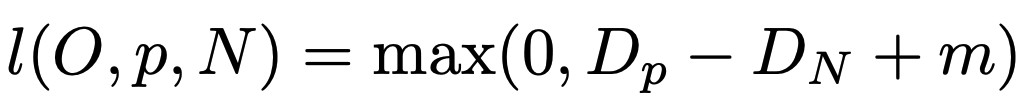 l(O, p, N) = max(0, D_p − D_N + m)